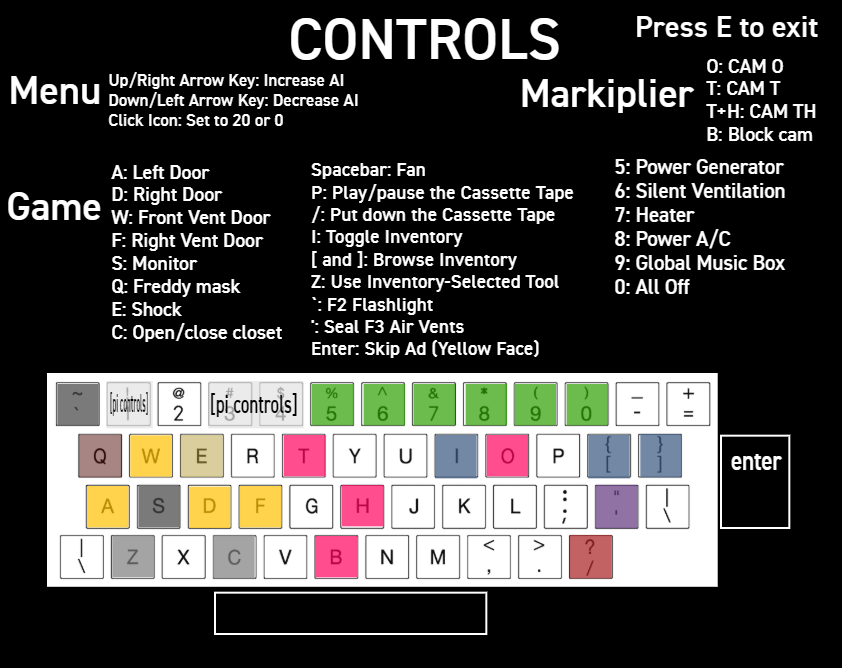 CONTROLS
Press E to exit
Menu
Up/Right Arrow Key: Increase AI
Down/Left Arrow Key: Decrease AI
Click Icon: Set to 20 or 0
Markiplier
O: CAM O
T: CAM T
T+H: CAM TH
B: Block cam
Game
A: Left Door
D: Right Door
W: Front Vent Door
F: Right Vent Door
S: Monitor
Q: Freddy mask
E: Shock
C: Open/close closet
Spacebar: Fan
P: Play/pause the Cassette Tape
/: Put down the Cassette Tape
I: Toggle Inventory
[ and ]: Browse Inventory
Z: Use Inventory-Selected Tool
`: F2 Flashlight
': Seal F3 Air Vents
Enter: Skip Ad (Yellow Face)
5: Power Generator
6: Silent Ventilation
7: Heater
8: Power A/C
9: Global Music Box
0: All Off
~ @ # $ % ^ & * ( ) _ +
` [pi controls] 2 3 [pi controls] 4 5 6 7 8 9 0 - =
Q W E R T Y U I O P { [ } ]
enter
A S D F G H J K L : ; " ' | \
| \ Z X C V B N M < , > . ? /